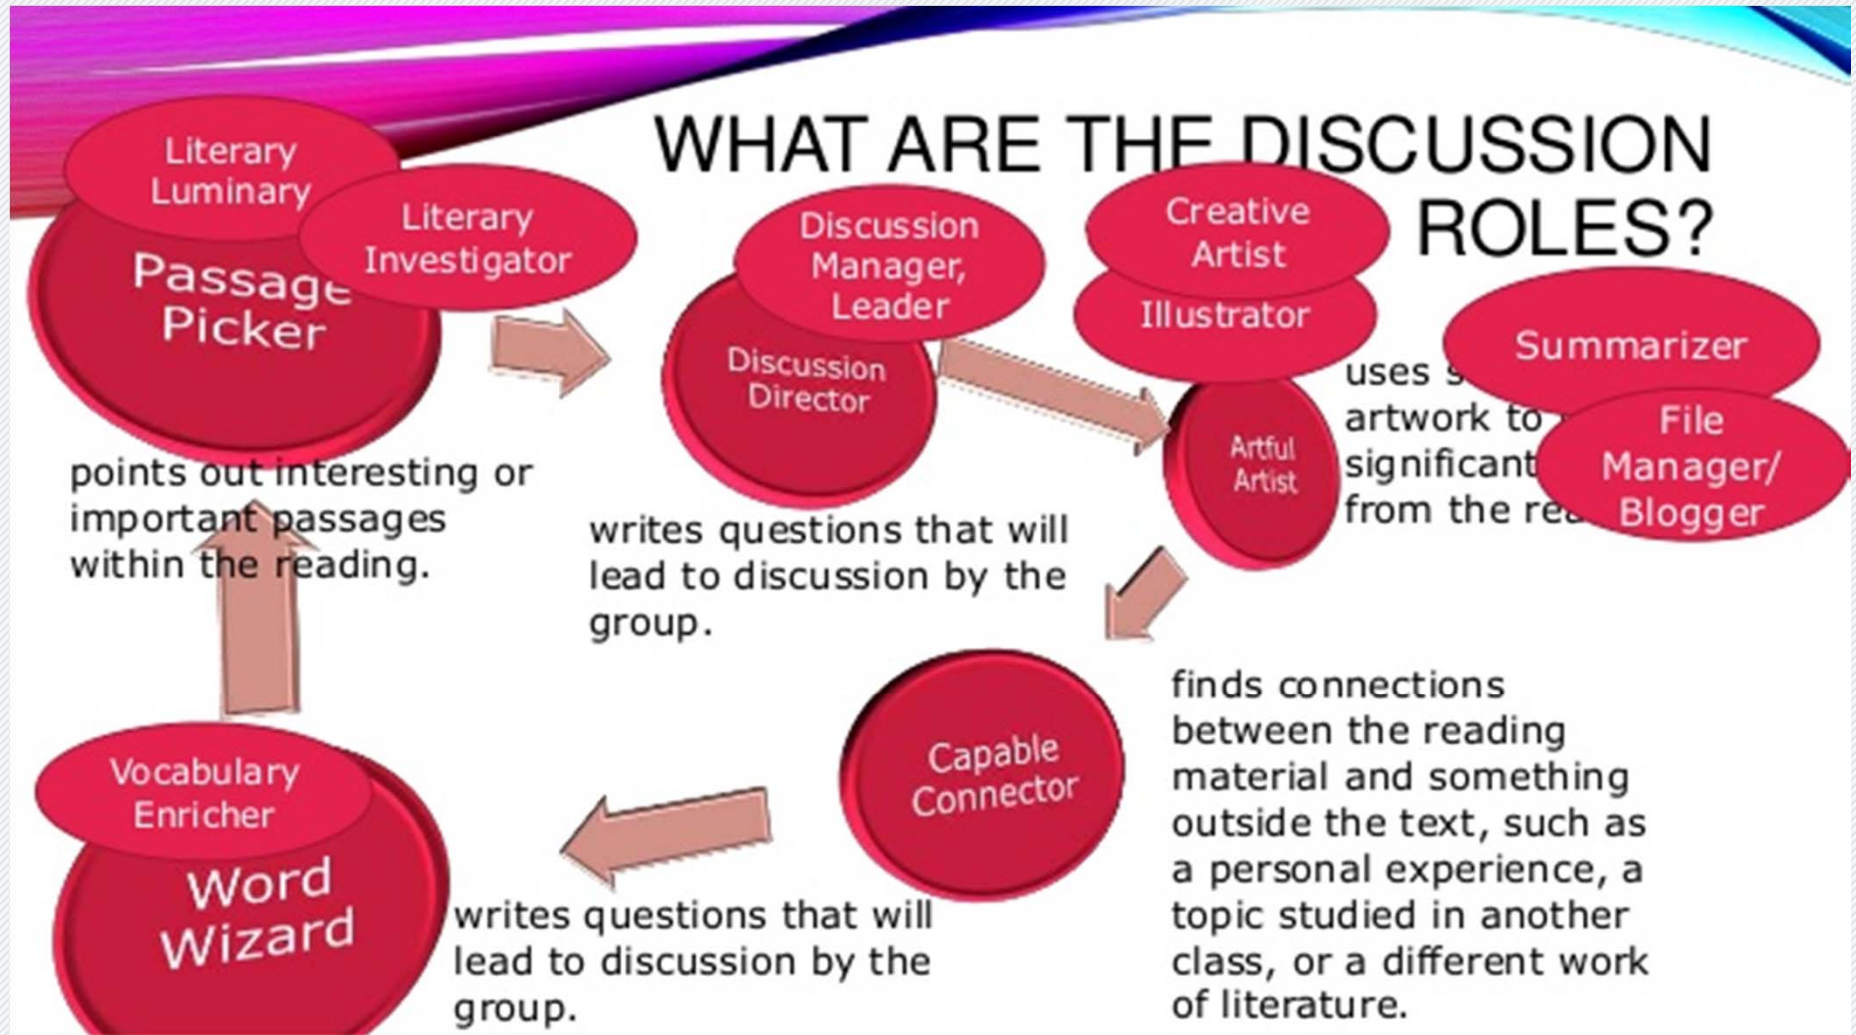 WHAT ARE THE DISCUSSION
ROLES?
Literary
Luminary
Literary
Investigator
Passage
Picker
points out interesting or
important passages
within the reading.
Discussion
Manager,
Leader
Discussion
Director
writes questions that will
lead to discussion by the
group.
Creative
Artist
Illustrator
Artful
Artist
uses
artwork to
significant
from the
Summarizer
File
Manager/
Blogger
Capable
Connector
finds connections
between the reading
material and something
outside the text, such as
a personal experience, a
topic studied in another
class, or a different work
of literature.
Vocabulary
Enricher
Word
Wizard
writes questions that will
lead to discussion by the
group.